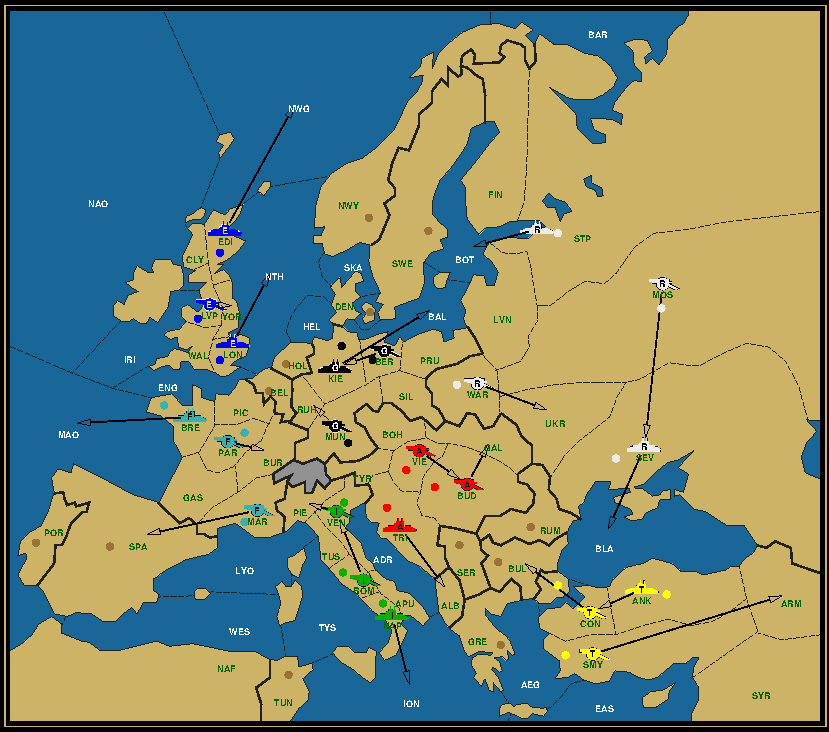 BAR
NWG
NAO
FIN
NWY
EDI
STP
SWE
CLY
BOT
SKA
NTH
MOS
LVP
YOR
DEN
BAL
LVN
HEL
LON
WAL
IRI
BER
PRU
HOL
KIE
ENG
BEL
WAR
SIL
RUH
PIC
BRE
UKR
MAO
MUN
BOH
PAR
GAL
SEV
BUR
VIE
TYR
BUD
GAS
PIE
VEN
MAR
RUM
POR
TRI
SPA
BLA
TUS
ADR
LYO
SER
BUL
ROM
ANK
APU
ALB
ARM
NAP
CON
WES
TYS
GRE
SMY
NAF
AEG
TUN
ION
EAS
SYR
E
E
E
R
R
R
R
G
G
G
F
F
F
A
A
A
I
I
I
T
T
T